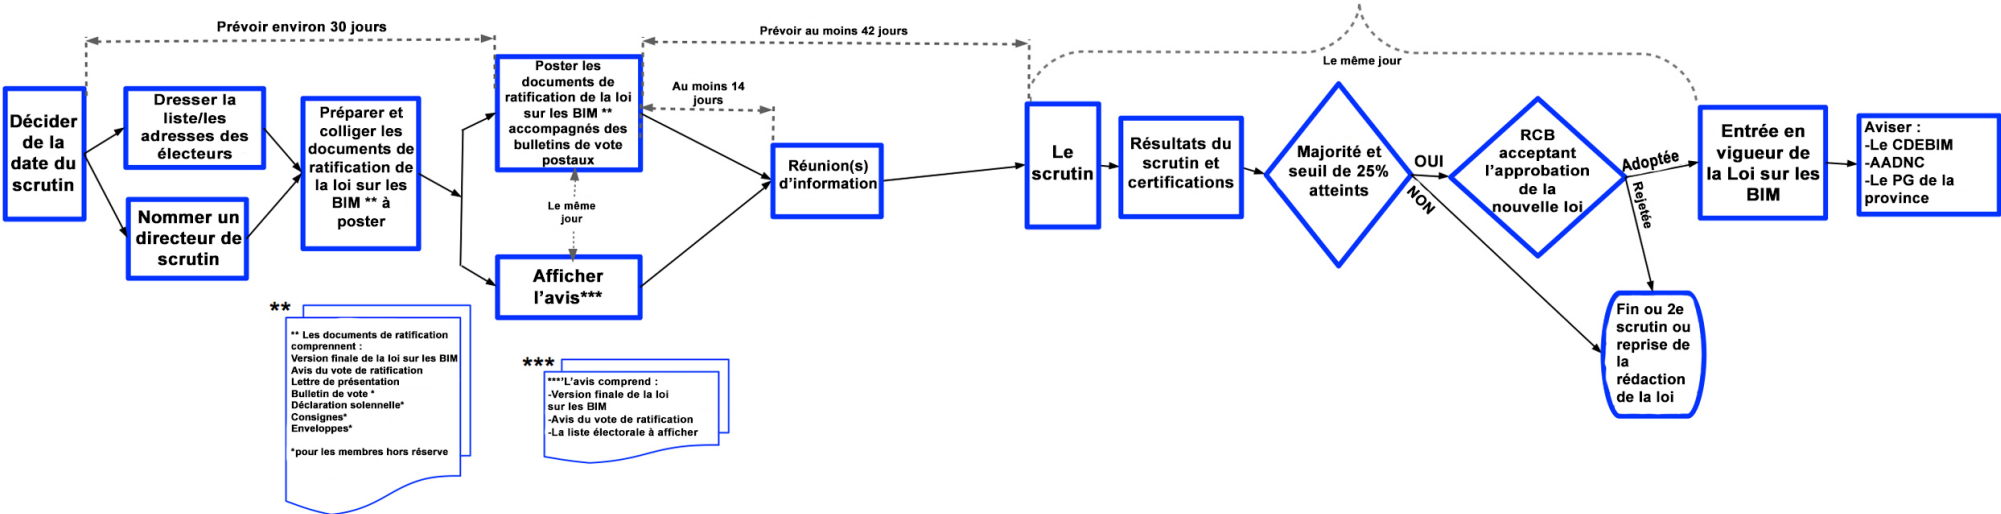 Prévoir environ 30 jours
Prévoir au moins 42 jours
Le même jour
Au moins 14
jours
Décider
de la
date du
scrutin
Dresser la
liste/les
adresses des
électeurs
Nommer un
directeur de
scrutin
Préparer et
colliger les
documents de
ratification de
la loi sur les
BIM ** à
poster
Poster les
documents de
ratification de la loi
sur les BIM **
accompagnés des
bulletins de vote
postaux
Le même
jour
Afficher
l'avis***
Réunion(s)
d'information
Le
scrutin
Résultats du
scrutin et
certifications
Majorité et
seuil de 25%
atteints
OUI
NON
RCB
acceptant
l'approbation
de la
nouvelle loi
Adoptée
Rejetée
Entrée en
vigueur de
la Loi sur les
BIM
Aviser :
-Le CDEBIM
-AADNC
-Le PG de la
province
Fin ou 2e
scrutin ou
reprise de
la
rédaction
de la loi
**
** Les documents de ratification
comprennent :
Version finale de la loi sur les BIM
Avis du vote de ratification
Lettre de présentation
Bulletin de vote *
Déclaration solennelle*
Consignes*
Enveloppes*
*pour les membres hors réserve
***
***'L'avis comprend :
-Version finale de la loi
sur les BIM
-Avis du vote de ratification
-La liste électorale à afficher